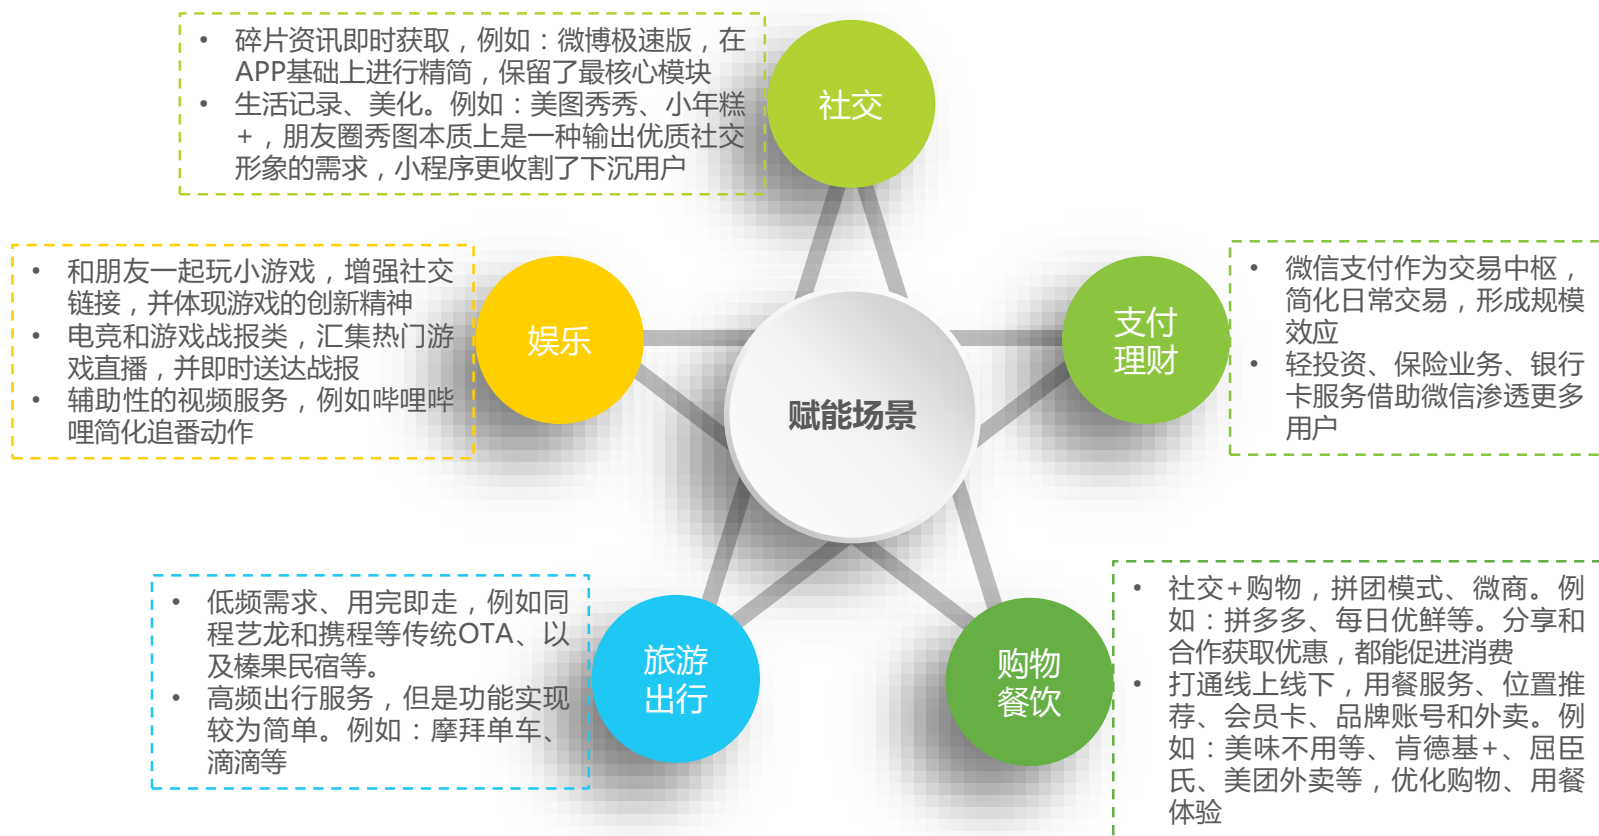 • 碎片资讯即时获取，例如：微博极速版，在
APP基础上进行精简，保留了最核心模块
• 生活记录、美化。例如：美图秀秀、小年糕
+，朋友圈秀图本质上是一种输出优质社交
形象的需求，小程序更收割了下沉用户
社交
• 和朋友一起玩小游戏，增强社交
链接，并体现游戏的创新精神
• 电竞和游戏战报类，汇集热门游
戏直播，并即时送达战报
• 辅助性的视频服务，例如哔哩哔
哩简化追番动作
娱乐
赋能场景
支付
理财
• 微信支付作为交易中枢，
简化日常交易，形成规模
效应
• 轻投资、保险业务、银行
卡服务借助微信渗透更多
用户
• 低频需求、用完即走，例如同
程艺龙和携程等传统OTA、以
及榛果民宿等。
• 高频出行服务，但是功能实现
较为简单。例如：摩拜单车、
滴滴等
旅游
出行
购物
餐饮
• 社交+购物，拼团模式、微商。例
如：拼多多、每日优鲜等。分享和
合作获取优惠，都能促进消费
• 打通线上线下，用餐服务、位置推
荐、会员卡、品牌账号和外卖。例
如：美味不用等、肯德基+、屈臣
氏、美团外卖等，优化购物、用餐
体验